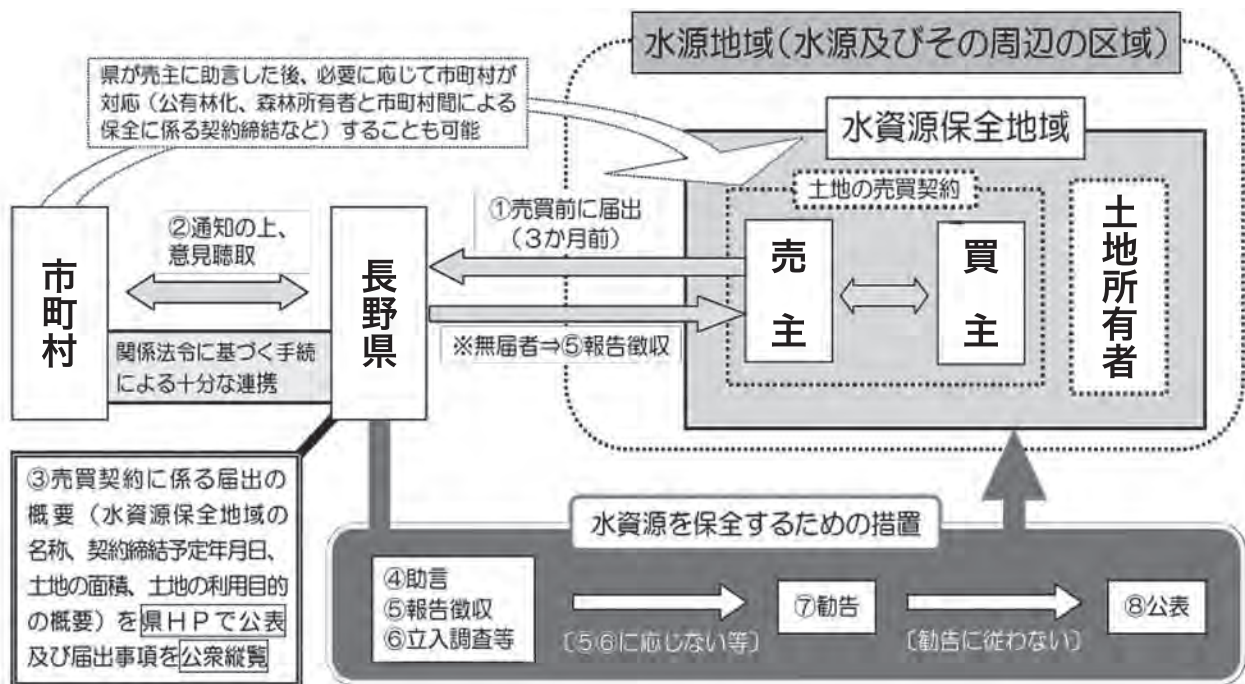 水源地域(水源及びその周辺の区域)
県が売主に助言した後、必要に応じて市町村が
対応(公有林化、森林所有者と市町村間による
保全に係る契約締結など)することも可能
水資源保全地域
土地の売買契約
①売買前に届出
(3か月前)
②通知の上、
意見聴取
市町村
長野県
売主
買主
土地所有者
※無届者⇒⑤報告徴収
関係法令に基づく手続
による十分な連携
③売買契約に係る届出の
概要(水資源保全地域の
名称、契約締結予定年月日、
土地の面積、土地の利用目的
の概要)を県HPで公表
及び届出事項を公衆縦覧
水資源を保全するための措置
④助言
⑤報告徴収
⑥立入調査等
〔⑤⑥に応じない等〕
⑦勧告
〔勧告に従わない〕
⑧公表